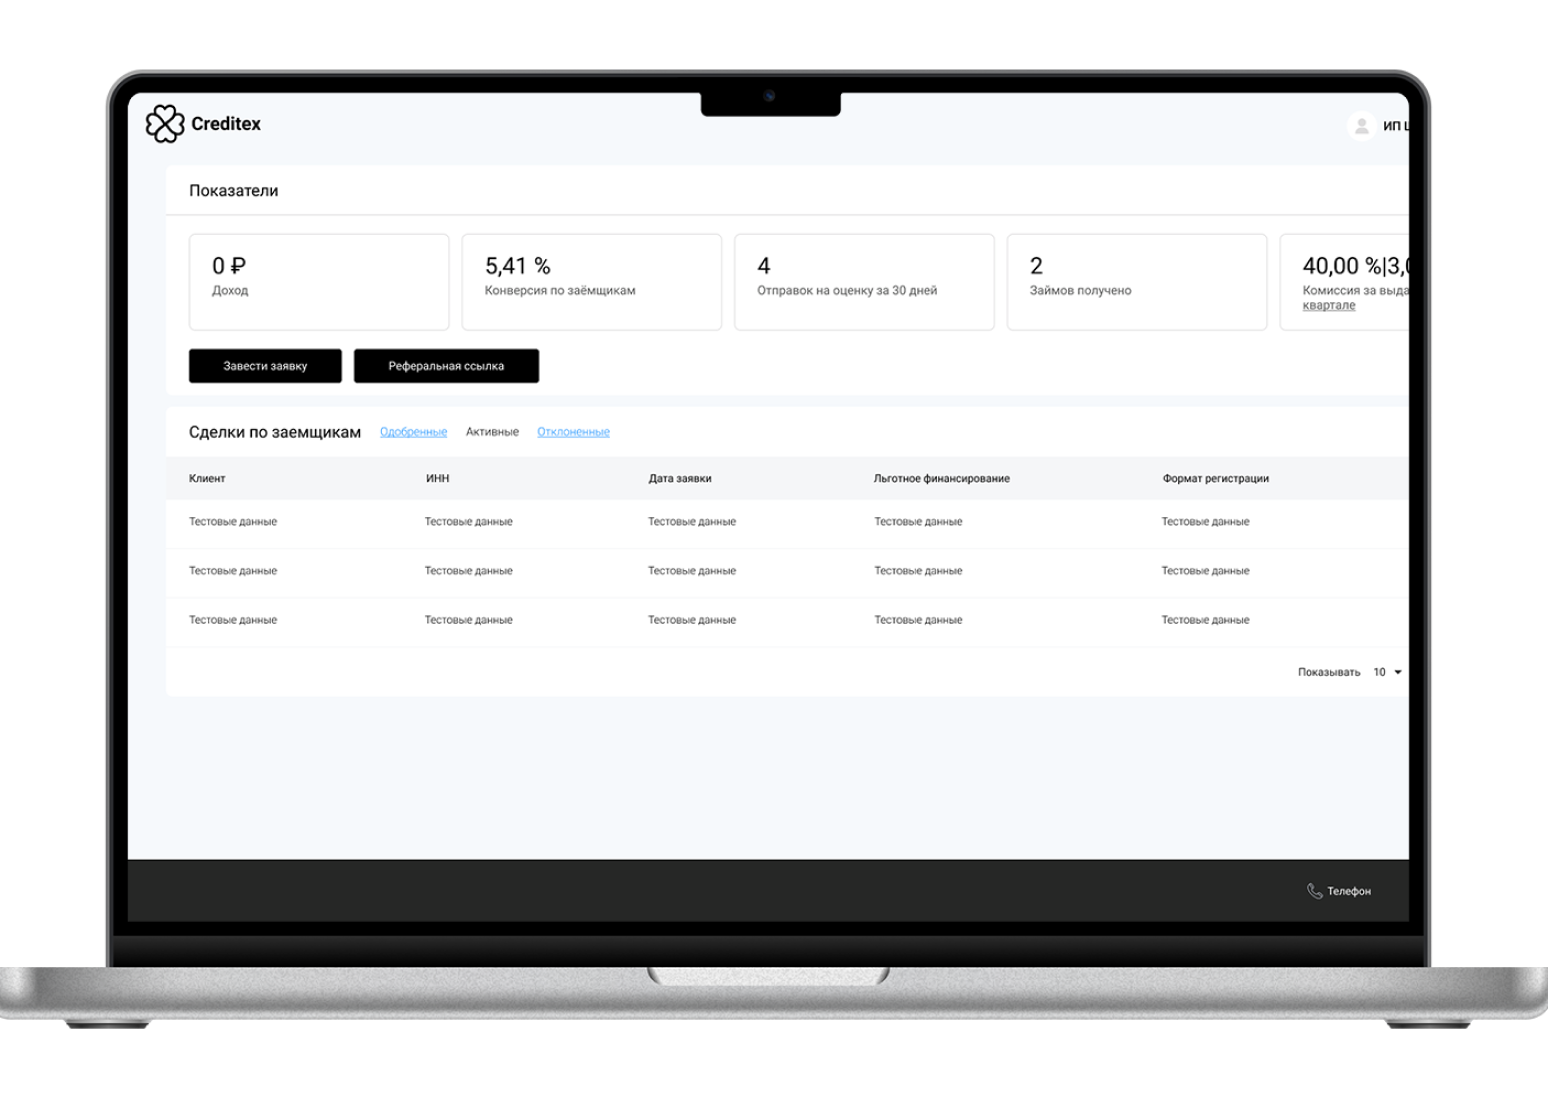 Creditex
ИП
Показатели
0 ₽
Доход
5,41 %
Конверсия по заёмщикам
4
Отправок на оценку за 30 дней
2
Займов получено
40,00 %|3,
Комиссия за выда
квартале
Завести заявку
Реферальная ссылка
Сделки по заемщикам Одобренные Активные Отклоненные
Клиент ИНН Дата заявки Льготное финансирование Формат регистрации
Тестовые данные Тестовые данные Тестовые данные Тестовые данные Тестовые данные
Тестовые данные Тестовые данные Тестовые данные Тестовые данные Тестовые данные
Тестовые данные Тестовые данные Тестовые данные Тестовые данные Тестовые данные
Показывать 10
Телефон